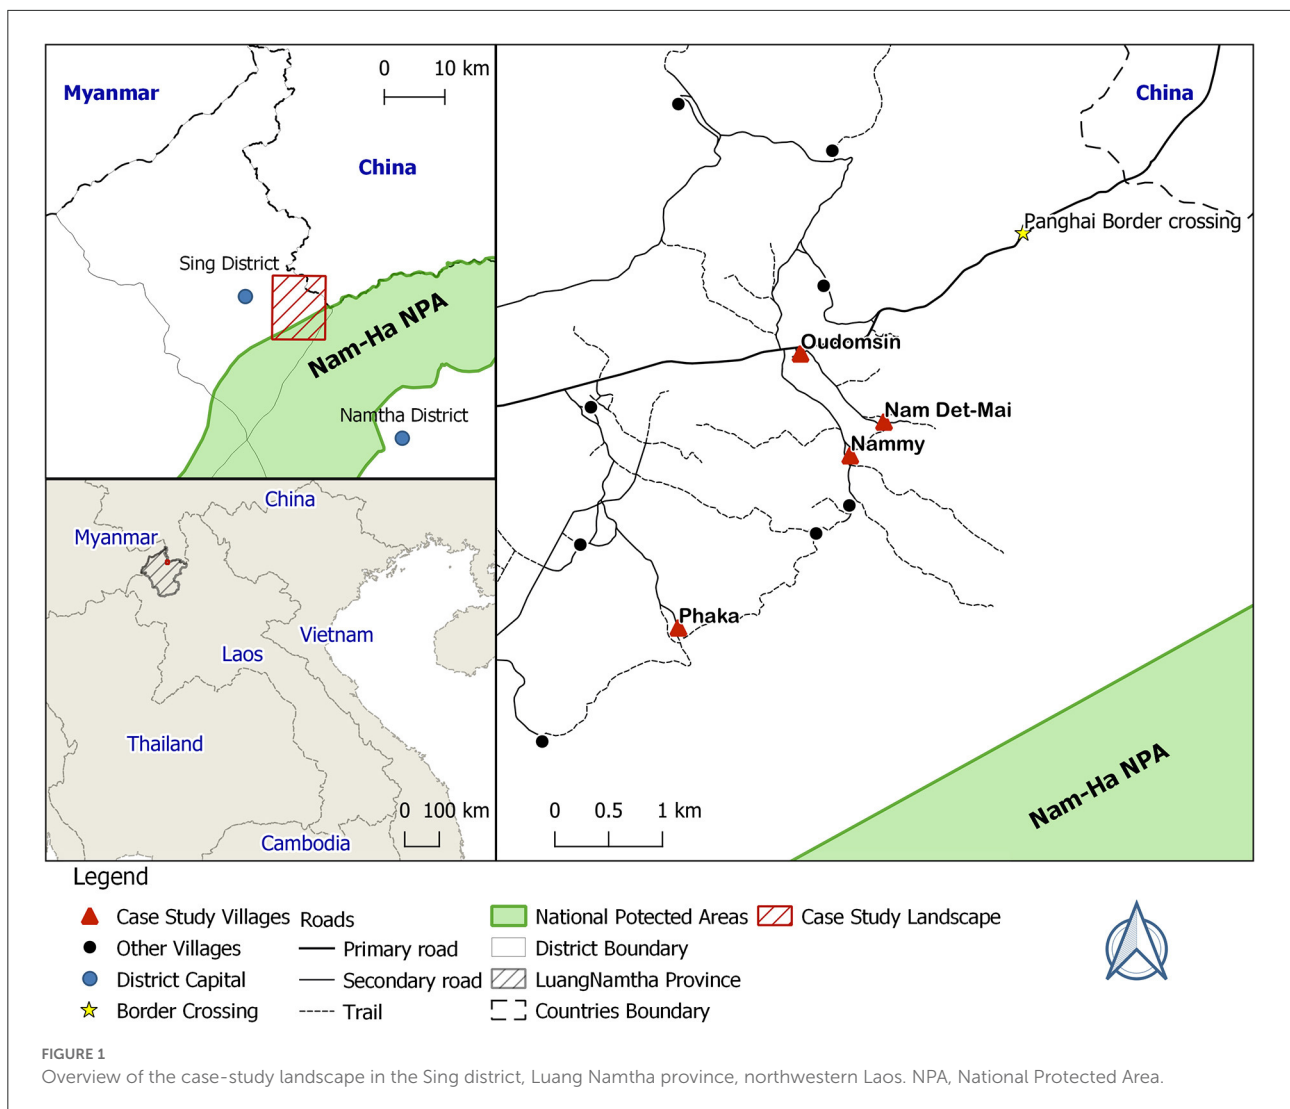 Myanmar
0 10 km
China
Sing District
Nam-Ha NPA
Namtha District
China
Myanmar
Vietnam
Laos
Thailand
0 100 km
Cambodia
China
Panghai Border crossing
Oudomsin
Nam Det-Mai
Nammy
Phaka
0 0.5 1 km
Nam-Ha NPA
Legend
Case Study Villages
Other Villages
District Capital
Border Crossing
Roads
Primary road
Secondary road
Trail
National Potected Areas
District Boundary
LuangNamtha Province
Countries Boundary
Case Study Landscape
FIGURE 1
Overview of the case-study landscape in the Sing district, Luang Namtha province, northwestern Laos. NPA, National Protected Area.